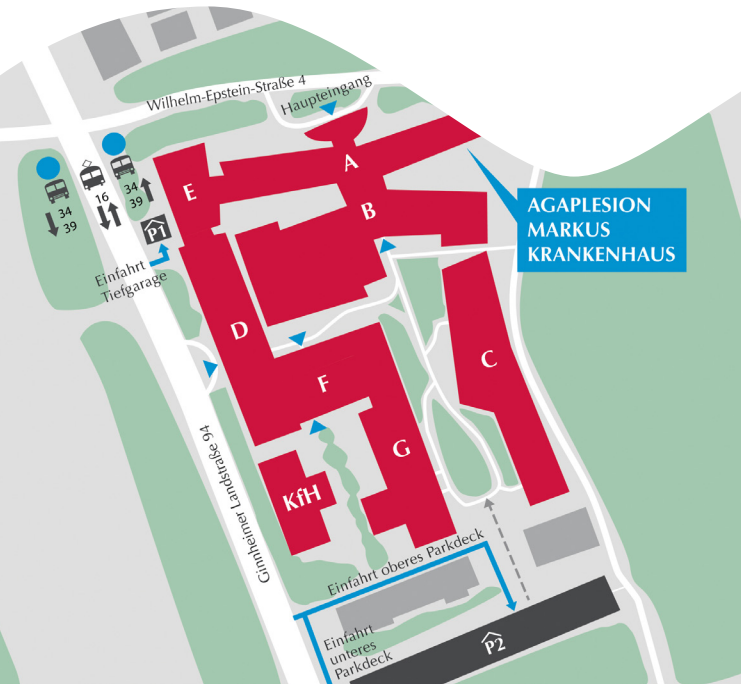 Wilhelm-Epstein-Straße 4
Haupteingang
A
E
B
AGAPLESION
MARKUS
KRANKENHAUS
16
34
39
34
39
P1
Einfahrt
Tiefgarage
D
C
F
G
KfH
Ginnheimer Landstraße 94
Einfahrt oberes Parkdeck
Einfahrt
unteres
Parkdeck
P2